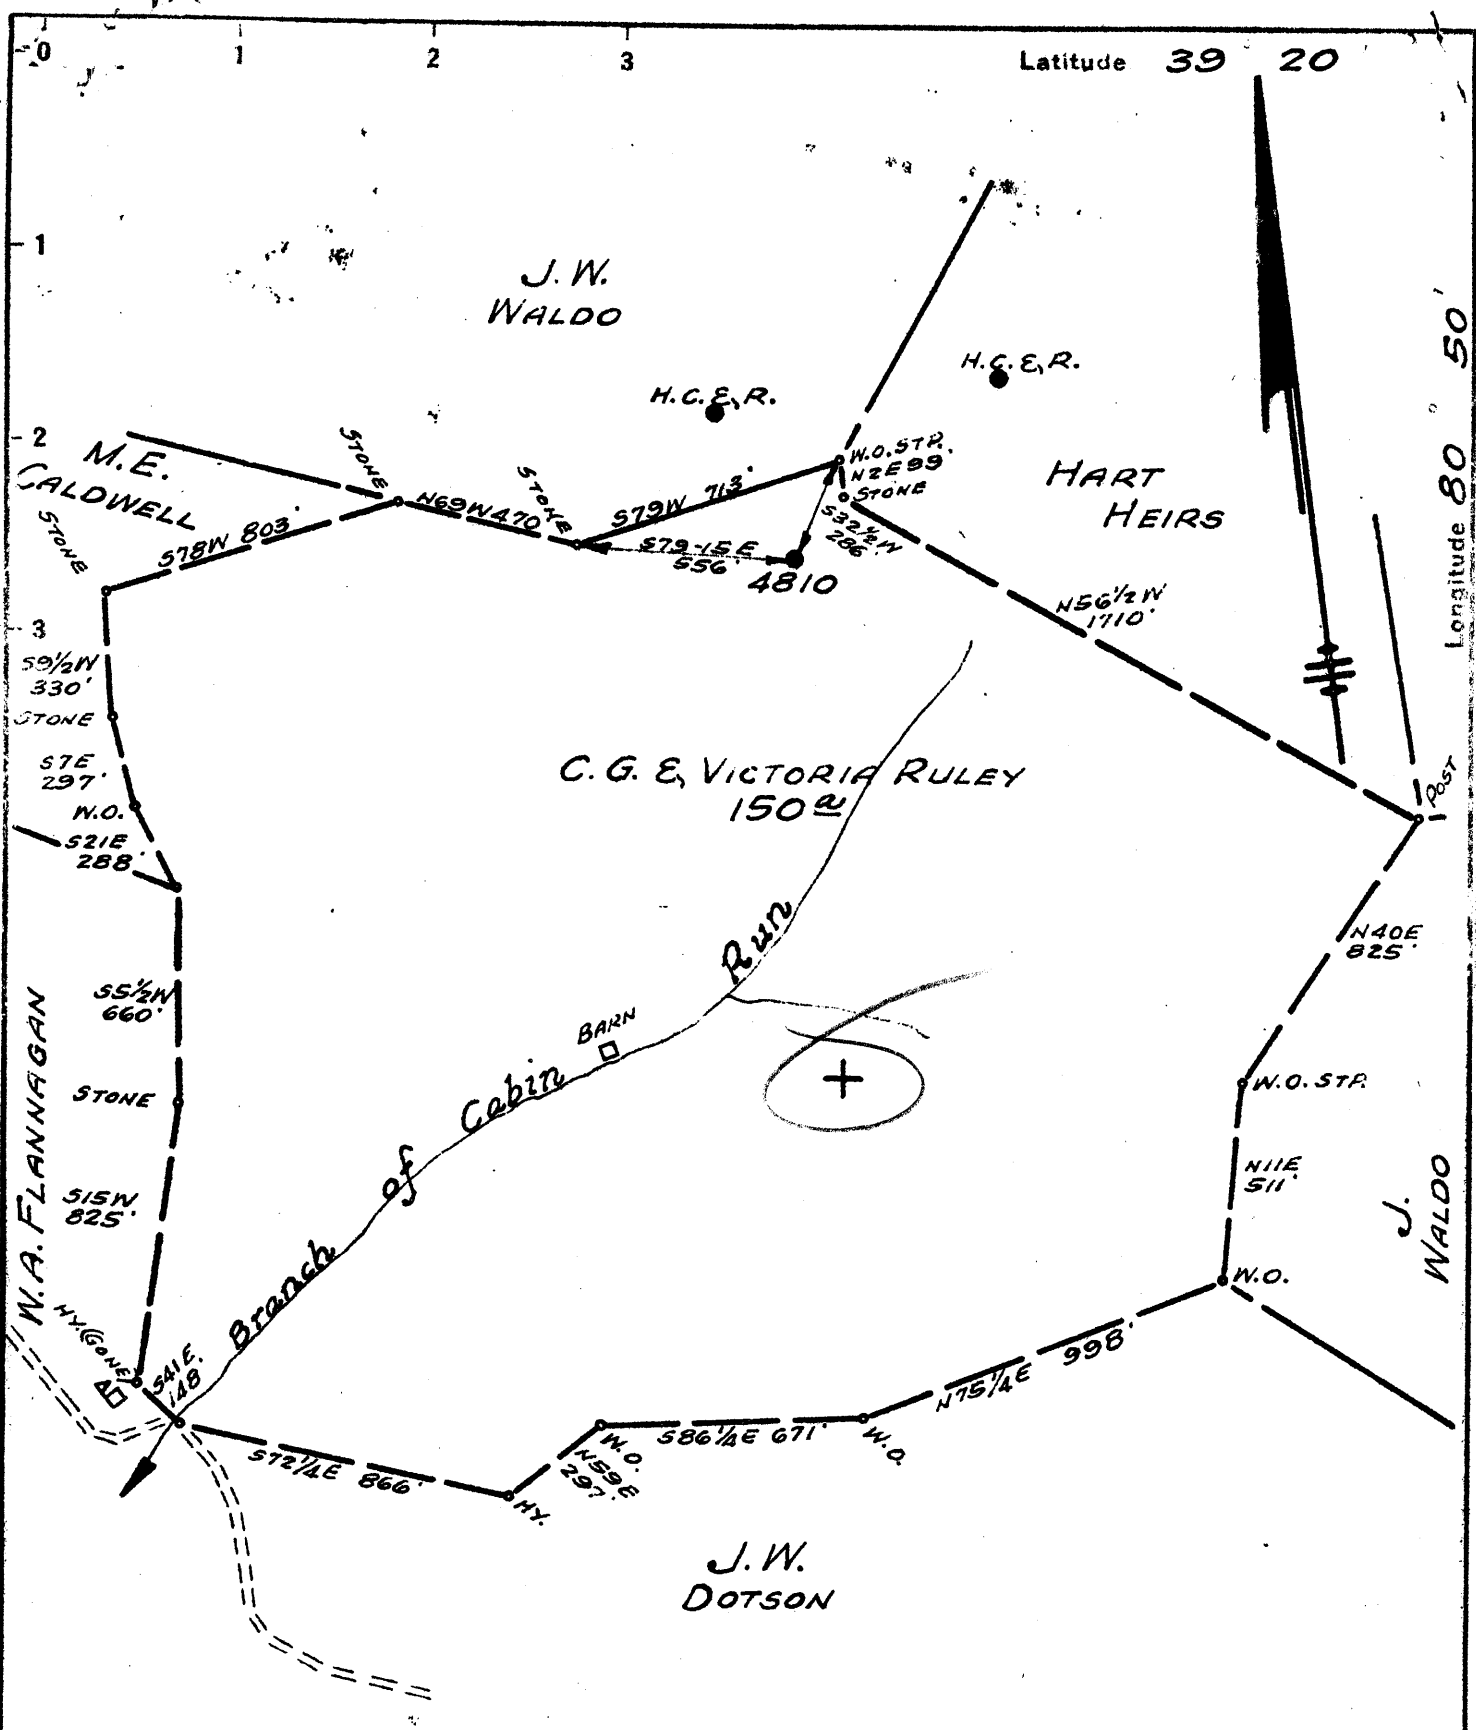 0 1 2 3 Latitude 39 20
1
J. W.
WALDO
50'
H.C. & R.
H.C. & R.
2
M.E.
CALDWELL
STONE
STONE
W.O. STP.
N2E 99'
STONE
HART
HEIRS
Longitude 80
STONE
S78W 803'
N69W 470'
S79W 713'
S32½W
286'
S79-15E
556'
4810
N56½W
1710'
3
S9½W
330'
STONE
S7E
297'
W.O.
S21E
288'
C.G. & VICTORIA RULEY
150 a
POST
N40E
825'
S5½W
660'
STONE
BARN
Branch of Cabin Run
W.O. STP.
W.A. FLANNAGAN
S15W
825'
N11E
511'
J.
WALDO
W.O.
HY. (GONE)
S41E
148'
N75¼E 998'
S72¼E 866'
HY.
N59E
297'
W.O.
S86¼E 671'
W.O.
J.W.
DOTSON